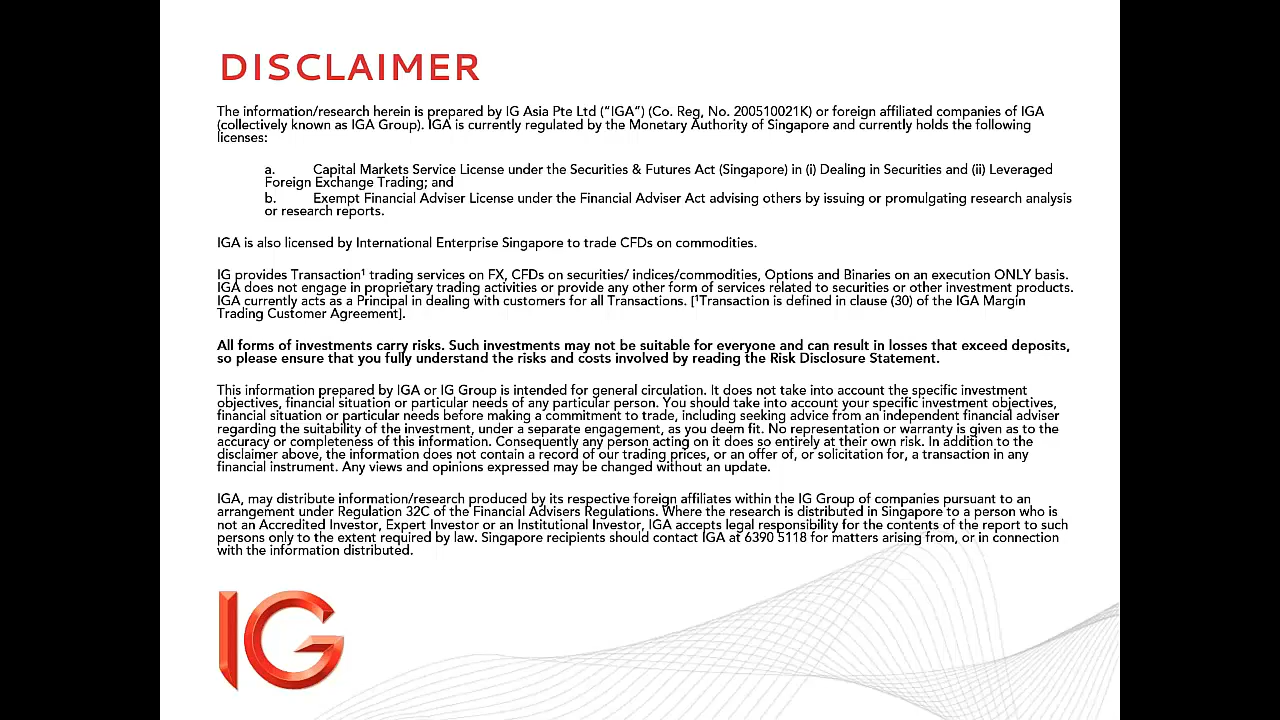 DISCLAIMER
The information/research herein is prepared by IG Asia Pte Ltd (“IGA”) (Co. Reg, No. 200510021K) or foreign affiliated companies of IGA
(collectively known as IGA Group). IGA is currently regulated by the Monetary Authority of Singapore and currently holds the following
licenses:
a. Capital Markets Service License under the Securities & Futures Act (Singapore) in (i) Dealing in Securities and (ii) Leveraged
Foreign Exchange Trading; and
b. Exempt Financial Adviser License under the Financial Adviser Act advising others by issuing or promulgating research analysis
or research reports.
IGA is also licensed by International Enterprise Singapore to trade CFDs on commodities.
IG provides Transaction¹ trading services on FX, CFDs on securities/ indices/commodities, Options and Binaries on an execution ONLY basis.
IGA does not engage in proprietary trading activities or provide any other form of services related to securities or other investment products.
IGA currently acts as a Principal in dealing with customers for all Transactions. [¹Transaction is defined in clause (30) of the IGA Margin
Trading Customer Agreement].
All forms of investments carry risks. Such investments may not be suitable for everyone and can result in losses that exceed deposits,
so please ensure that you fully understand the risks and costs involved by reading the Risk Disclosure Statement.
This information prepared by IGA or IG Group is intended for general circulation. It does not take into account the specific investment
objectives, financial situation or particular needs of any particular person. You should take into account your specific investment objectives,
financial situation or particular needs before making a commitment to trade, including seeking advice from an independent financial adviser
regarding the suitability of the investment, under a separate engagement, as you deem fit. No representation or warranty is given as to the
accuracy or completeness of this information. Consequently any person acting on it does so entirely at their own risk. In addition to the
disclaimer above, the information does not contain a record of our trading prices, or an offer of, or solicitation for, a transaction in any
financial instrument. Any views and opinions expressed may be changed without an update.
IGA, may distribute information/research produced by its respective foreign affiliates within the IG Group of companies pursuant to an
arrangement under Regulation 32C of the Financial Advisers Regulations. Where the research is distributed in Singapore to a person who is
not an Accredited Investor, Expert Investor or an Institutional Investor, IGA accepts legal responsibility for the contents of the report to such
persons only to the extent required by law. Singapore recipients should contact IGA at 6390 5118 for matters arising from, or in connection
with the information distributed.
IG